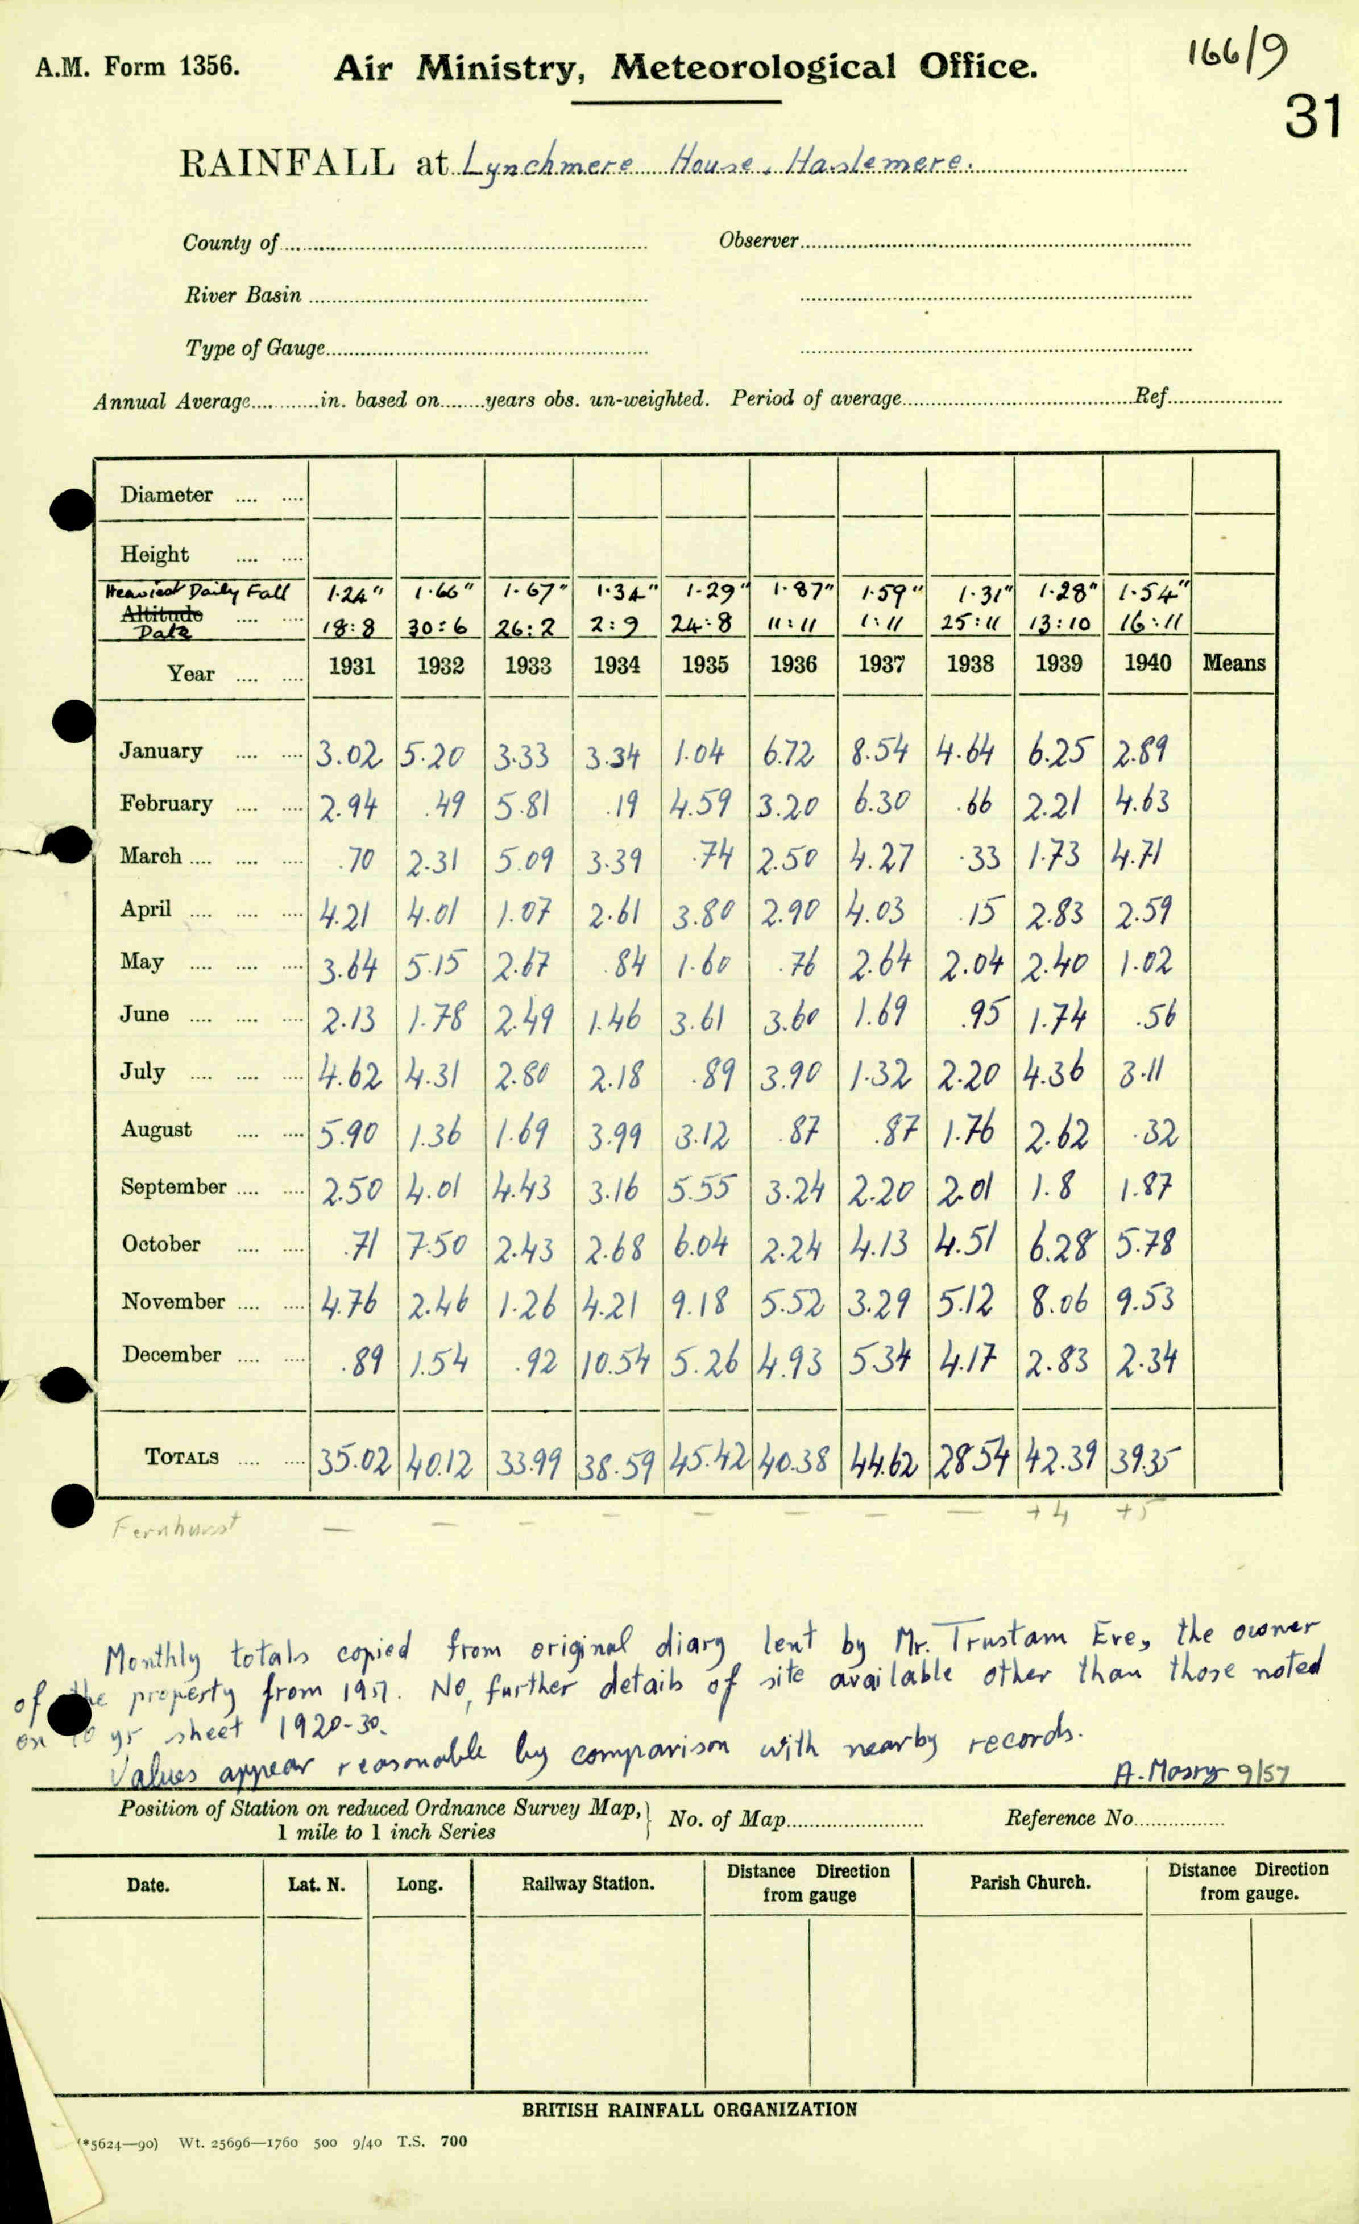 A.M. Form 1356.
Air Ministry, Meteorological Office.
166/9
31
RAINFALL at Lynchmere House, Haslemere.
County of Observer
River Basin
Type of Gauge
Annual Average in. based on years obs. un-weighted. Period of average Ref
Diameter
Height
Heaviest Daily Fall 1.24" 1.66" 1.67" 1.34" 1.29" 1.87" 1.59" 1.31" 1.28" 1.54"
Altitude
Date 18:8 30:6 26:2 2:9 24:8 11:11 1:11 25:11 13:10 16:11
Year 1931 1932 1933 1934 1935 1936 1937 1938 1939 1940 Means
January 3.02 5.20 3.33 3.34 1.04 6.72 8.54 4.64 6.25 2.89
February 2.94 .49 5.81 .19 4.59 3.20 6.30 .66 2.21 4.63
March .70 2.31 5.09 3.39 .74 2.50 4.27 .33 1.73 4.71
April 4.21 4.01 1.07 2.61 3.80 2.90 4.03 .15 2.83 2.59
May 3.64 5.15 2.67 .84 1.60 .76 2.64 2.04 2.40 1.02
June 2.13 1.78 2.49 1.46 3.61 3.60 1.69 .95 1.74 .56
July 4.62 4.31 2.80 2.18 .89 3.90 1.32 2.20 4.36 3.11
August 5.90 1.36 1.69 3.99 3.12 .87 .87 1.76 2.62 .32
September 2.50 4.01 4.43 3.16 5.55 3.24 2.20 2.01 1.8 1.87
October .71 7.50 2.43 2.68 6.04 2.24 4.13 4.51 6.28 5.78
November 4.76 2.46 1.26 4.21 9.18 5.52 3.29 5.12 8.06 9.53
December .89 1.54 .92 10.54 5.26 4.93 5.34 4.17 2.83 2.34
TOTALS 35.02 40.12 33.99 38.59 45.42 40.38 44.62 28.54 42.39 39.35
Fernhurst — — — — — — — — +4 +5
Monthly totals copied from original diary lent by Mr. Trustam Eve, the owner
of the property from 1951. No further details of site available other than those noted
on 10 yr sheet 1920-30.
Values appear reasonable by comparison with nearby records.
A. 9/57
Position of Station on reduced Ordnance Survey Map, No. of Map Reference No
1 mile to 1 inch Series
Date. Lat. N. Long. Railway Station. Distance Direction from gauge Parish Church. Distance Direction from gauge.
BRITISH RAINFALL ORGANIZATION
(*5624—90) Wt. 25696—1760 500 9/40 T.S. 700